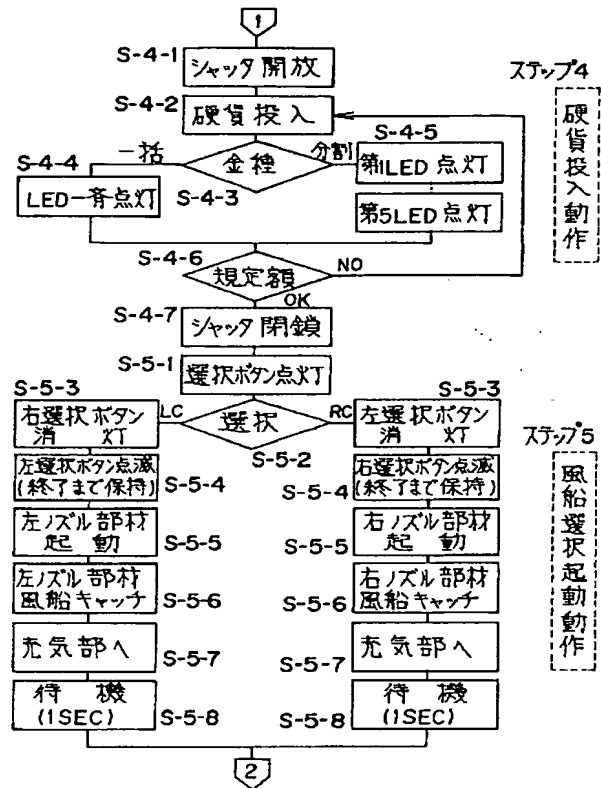 1
S-4-1
シャッタ開放
ステップ4
S-4-2
硬貨投入
硬貨投入動作
S-4-5
一括
金種
分割
第1LED点灯
S-4-4
LED一斉点灯
S-4-3
第5LED点灯
S-4-6
規定額
NO
OK
S-4-7
シャッタ閉鎖
S-5-1
選択ボタン点灯
S-5-3
LC
選択
RC
S-5-3
右選択ボタン
消灯
左選択ボタン
消灯
ステップ5
S-5-2
風船選択起動動作
左選択ボタン点滅
(終了まで保持)
S-5-4
右選択ボタン点滅
(終了まで保持)
S-5-4
左ノズル部材
起動
S-5-5
右ノズル部材
起動
S-5-5
左ノズル部材
風船キャッチ
S-5-6
右ノズル部材
風船キャッチ
S-5-6
充気部へ
S-5-7
充気部へ
S-5-7
待機
(1SEC)
S-5-8
待機
(1SEC)
S-5-8
2